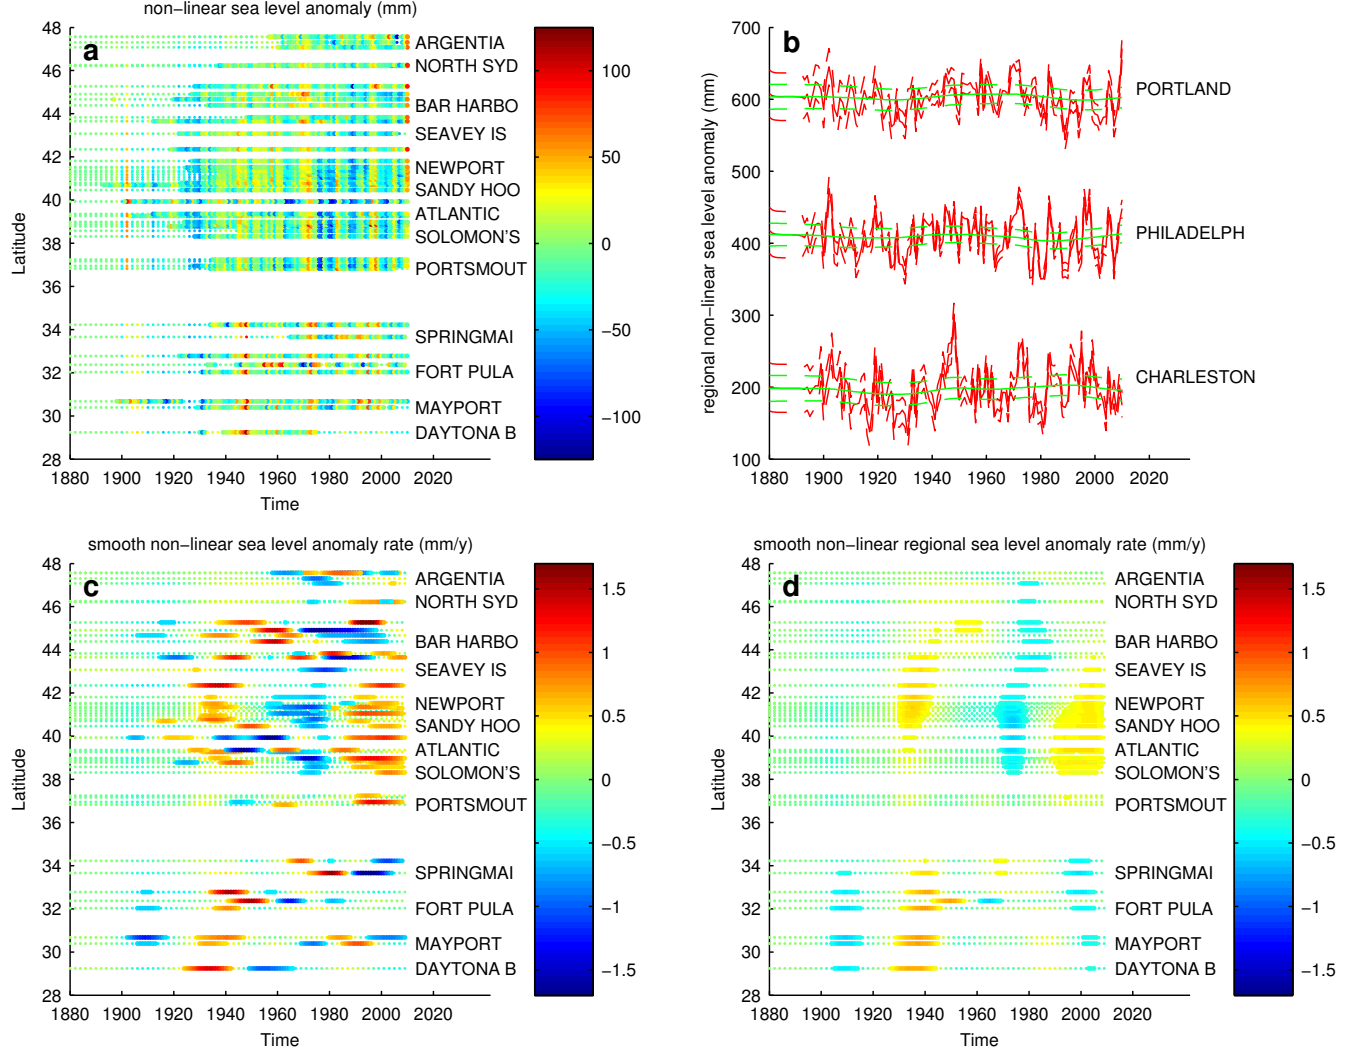 non−linear sea level anomaly (mm)
a
48
46
44
42
40
38
36
34
32
30
28
Latitude
1880 1900 1920 1940 1960 1980 2000 2020
Time
ARGENTIA
NORTH SYD
BAR HARBO
SEAVEY IS
NEWPORT
SANDY HOO
ATLANTIC
SOLOMON'S
PORTSMOUT
SPRINGMAI
FORT PULA
MAYPORT
DAYTONA B
100
50
0
−50
−100
b
700
600
500
400
300
200
100
regional non−linear sea level anomaly (mm)
1880 1900 1920 1940 1960 1980 2000 2020
PORTLAND
PHILADELPH
CHARLESTON
smooth non−linear sea level anomaly rate (mm/y)
c
48
46
44
42
40
38
36
34
32
30
28
Latitude
1880 1900 1920 1940 1960 1980 2000 2020
Time
ARGENTIA
NORTH SYD
BAR HARBO
SEAVEY IS
NEWPORT
SANDY HOO
ATLANTIC
SOLOMON'S
PORTSMOUT
SPRINGMAI
FORT PULA
MAYPORT
DAYTONA B
1.5
1
0.5
0
−0.5
−1
−1.5
smooth non−linear regional sea level anomaly rate (mm/y)
d
48
46
44
42
40
38
36
34
32
30
28
Latitude
1880 1900 1920 1940 1960 1980 2000 2020
Time
ARGENTIA
NORTH SYD
BAR HARBO
SEAVEY IS
NEWPORT
SANDY HOO
ATLANTIC
SOLOMON'S
PORTSMOUT
SPRINGMAI
FORT PULA
MAYPORT
DAYTONA B
1.5
1
0.5
0
−0.5
−1
−1.5